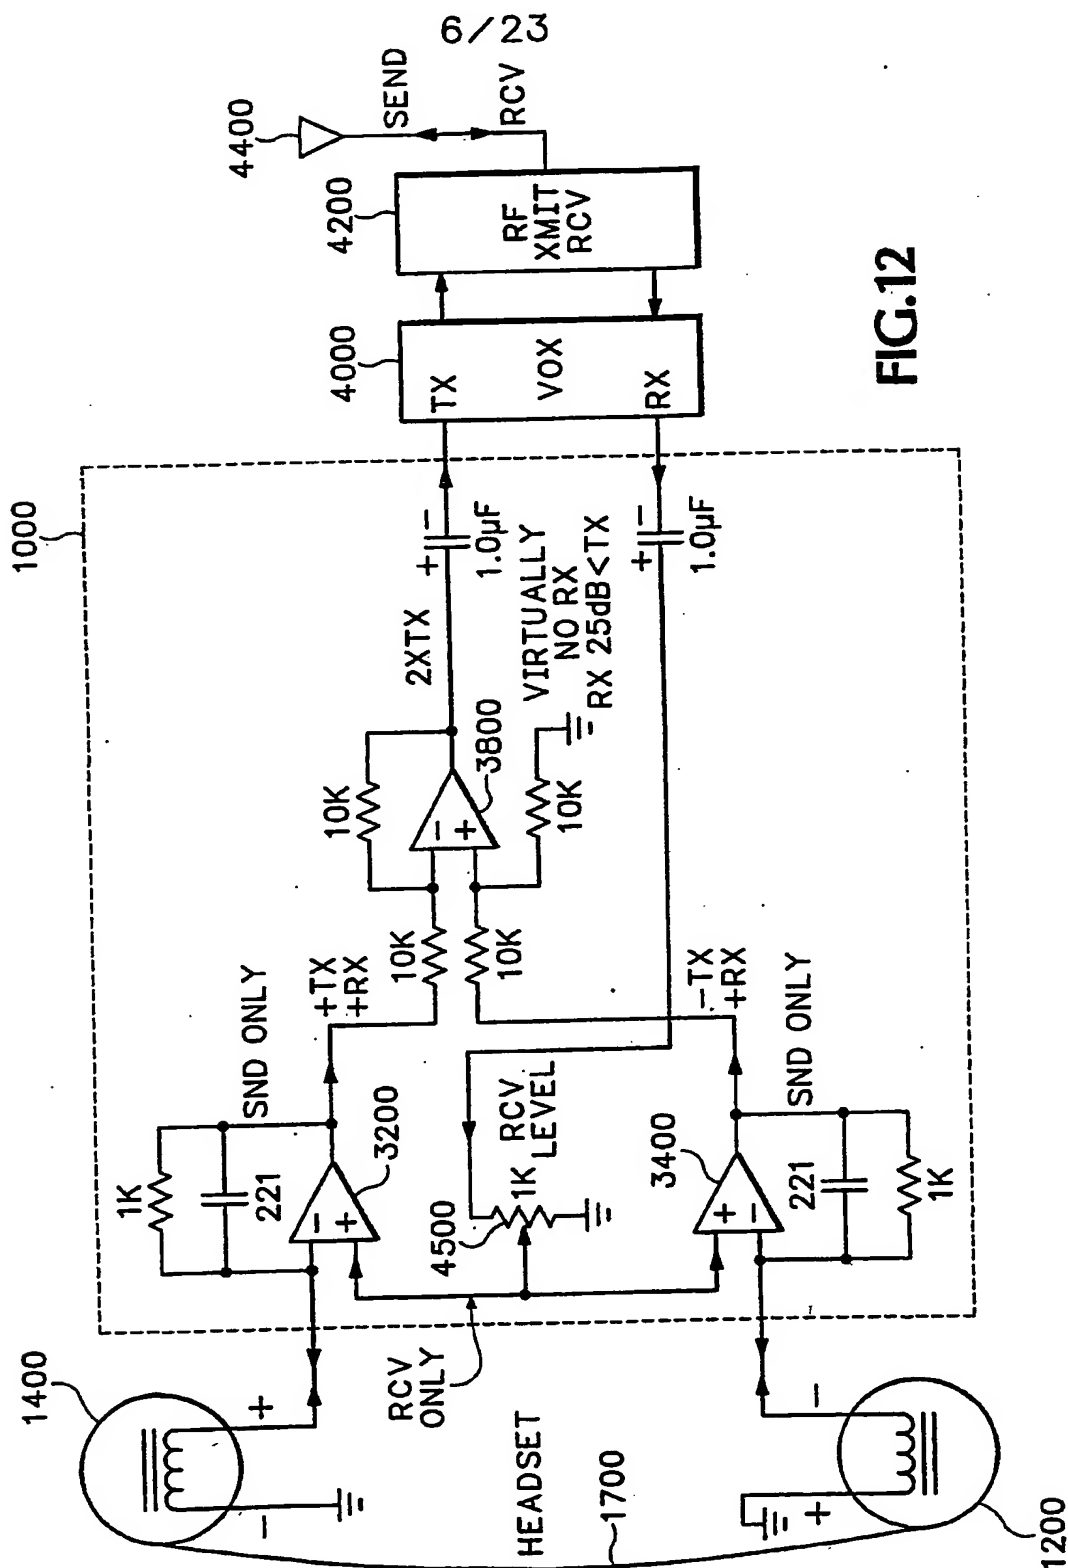 6/23
4400
SEND
RCV
4200
RF
XMIT
RCV
4000
TX
VOX
RX
FIG.12
1000
+ −
1.0µF
2XTX
VIRTUALLY
NO RX
RX 25dB<TX
+ −
1.0µF
10K
−
+
3800
10K
10K
10K
+TX
+RX
−TX
+RX
SND ONLY
1K
221
−
+
3200
RCV
LEVEL
1K
4500
3400
+
−
SND ONLY
221
1K
RCV
ONLY
1400
+
−
HEADSET
1700
−
+
1200